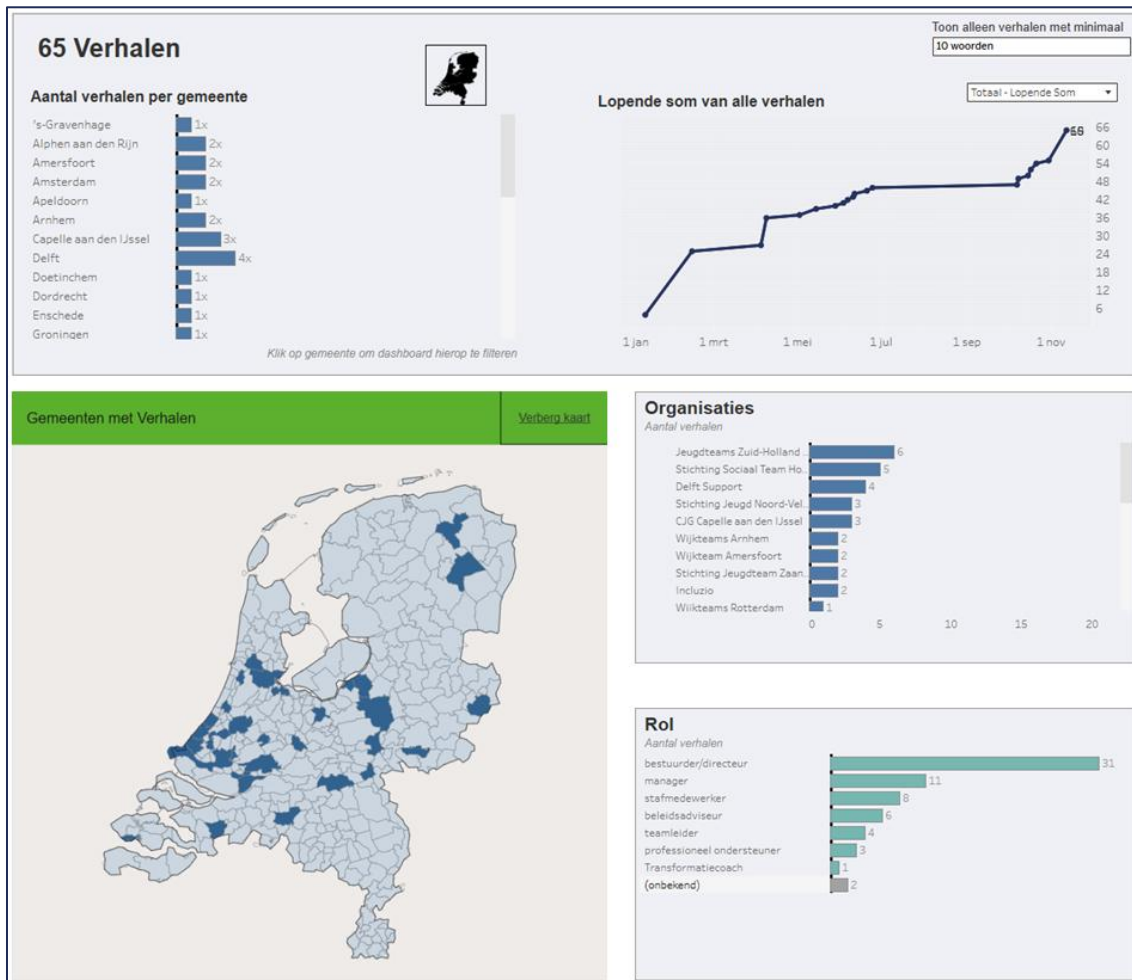 65 Verhalen
Toon alleen verhalen met minimaal
10 woorden
Aantal verhalen per gemeente
's-Gravenhage 1x
Alphen aan den Rijn 2x
Amersfoort 2x
Amsterdam 2x
Apeldoorn 1x
Arnhem 2x
Capelle aan den IJssel 3x
Delft 4x
Doetinchem 1x
Dordrecht 1x
Enschede 1x
Groningen 1x
Klik op gemeente om dashboard hierop te filteren
Lopende som van alle verhalen
Totaal - Lopende Som
66
60
54
48
42
36
30
24
18
12
6
1 jan 1 mrt 1 mei 1 jul 1 sep 1 nov
Gemeenten met Verhalen
Verberg kaart
Organisaties
Aantal verhalen
Jeugdteams Zuid-Holland .. 6
Stichting Sociaal Team Ho.. 5
Delft Support 4
Stichting Jeugd Noord-Vel.. 3
CJG Capelle aan den IJssel 3
Wijkteams Arnhem 2
Wijkteam Amersfoort 2
Stichting Jeugdteam Zaan.. 2
Incluzio 2
Wijkteams Rotterdam 1
0 5 10 15 20
Rol
Aantal verhalen
bestuurder/directeur 31
manager 11
stafmedewerker 8
beleidsadviseur 6
teamleider 4
professioneel ondersteuner 3
Transformatiecoach 1
(onbekend) 2